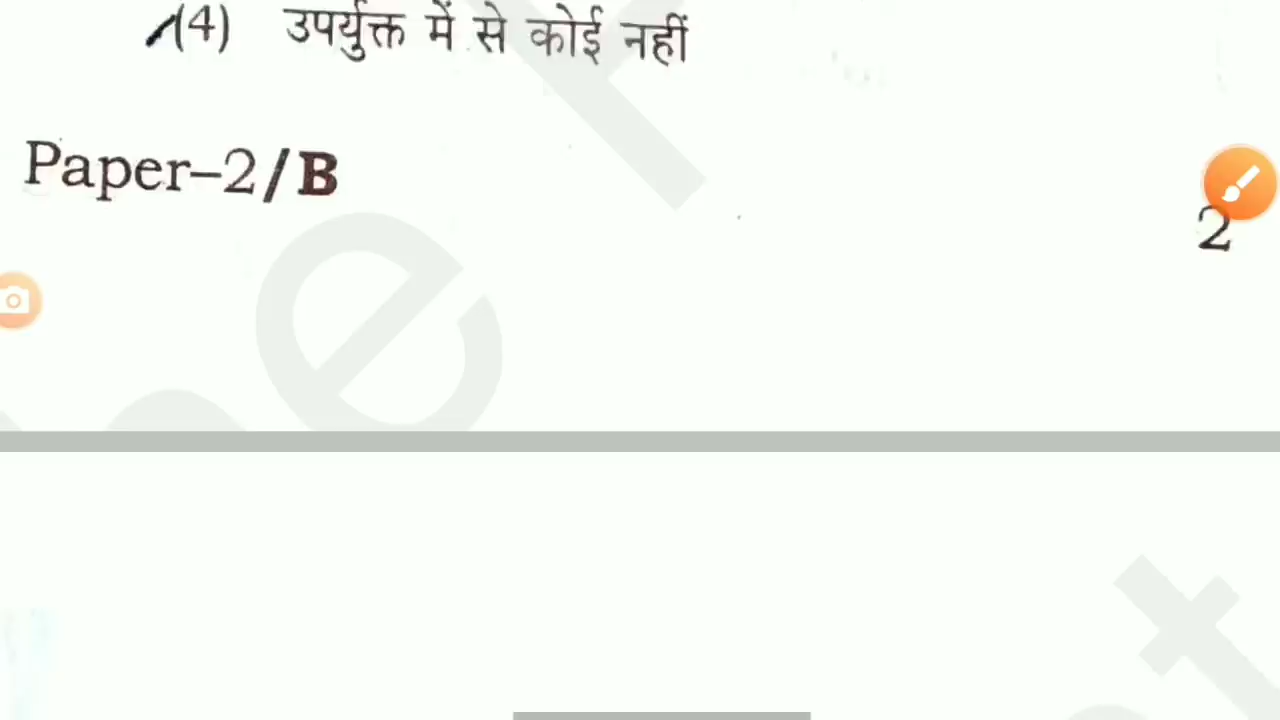 (4) उपर्युक्त में से कोई नहीं
Paper–2/B
2